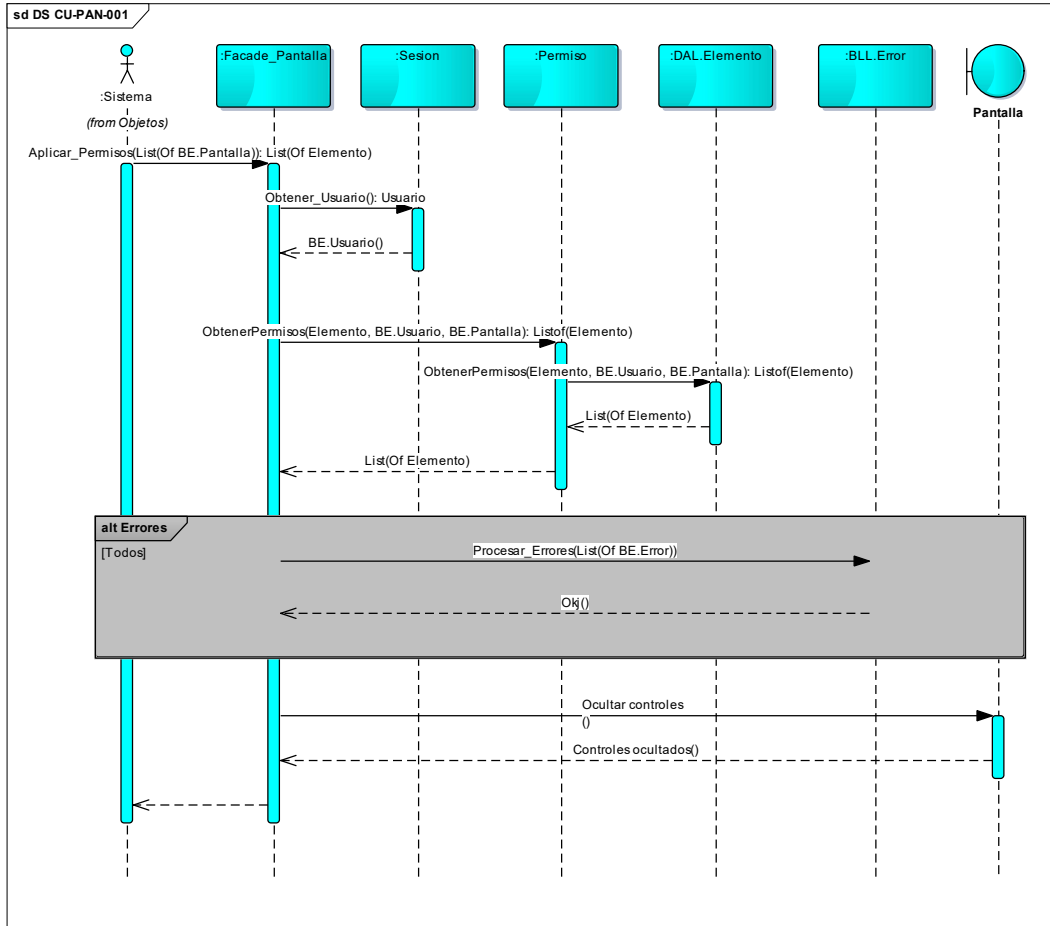 sd DS CU-PAN-001
:Sistema
(from Objetos)
:Facade_Pantalla
:Sesion
:Permiso
:DAL.Elemento
:BLL.Error
Pantalla
Aplicar_Permisos(List(Of BE.Pantalla)): List(Of Elemento)
Obtener_Usuario(): Usuario
BE.Usuario()
ObtenerPermisos(Elemento, BE.Usuario, BE.Pantalla): Listof(Elemento)
ObtenerPermisos(Elemento, BE.Usuario, BE.Pantalla): Listof(Elemento)
List(Of Elemento)
List(Of Elemento)
alt Errores
[Todos]
Procesar_Errores(List(Of BE.Error))
Okj()
Ocultar controles
()
Controles ocultados()